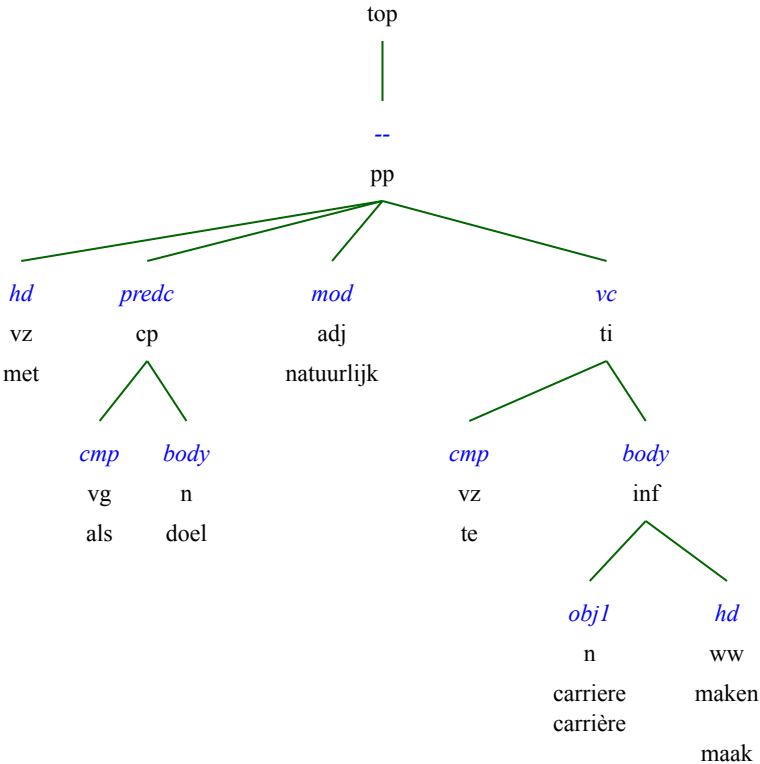 top
--
pp
hd predc mod vc
vz cp adj ti
met natuurlijk
cmp body cmp body
vg n vz inf
als doel te
obj1 hd
n ww
carriere maken
carrière
maak